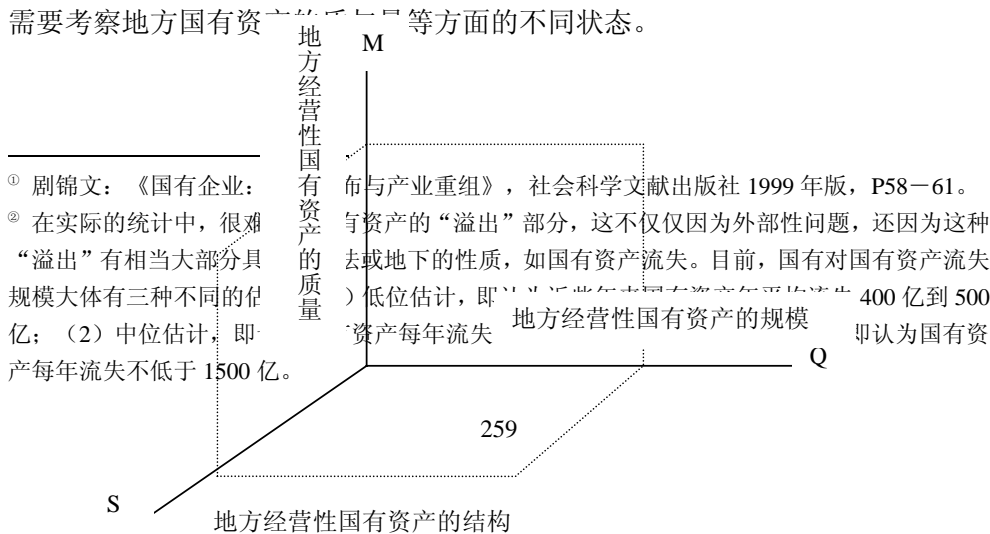 需要考察地方国有资 等方面的不同状态。
M
地方经营性国有资产的质量
① 剧锦文：《国有企业： 布与产业重组》，社会科学文献出版社 1999 年版，P58－61。
② 在实际的统计中，很难 有资产的“溢出”部分，这不仅仅因为外部性问题，还因为这种
“溢出”有相当大部分具 法或地下的性质，如国有资产流失。目前，国有对国有资产流失
规模大体有三种不同的估 ）低位估计，即 400 亿到 500
地方经营性国有资产的规模
亿；（2）中位估计，即 资产每年流失 即认为国有资
Q
产每年流失不低于 1500 亿。
259
S
地方经营性国有资产的结构